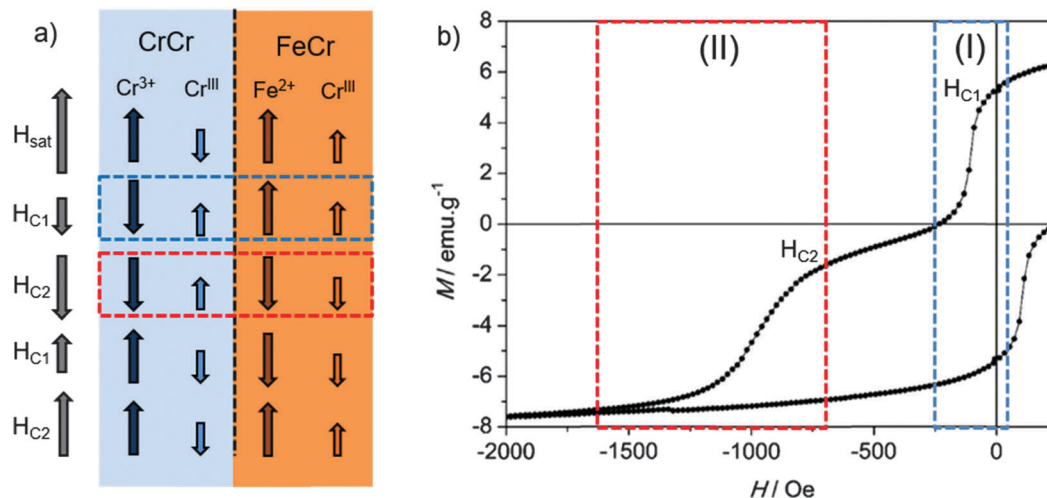 a)
CrCr FeCr
Cr³⁺ Crᴵᴵᴵ Fe²⁺ Crᴵᴵᴵ
Hsat
HC1
HC2
HC1
HC2
b)
(II) (I)
HC1
HC2
8
6
4
2
0
-2
-4
-6
-8
M / emu.g⁻¹
-2000 -1500 -1000 -500 0
H / Oe